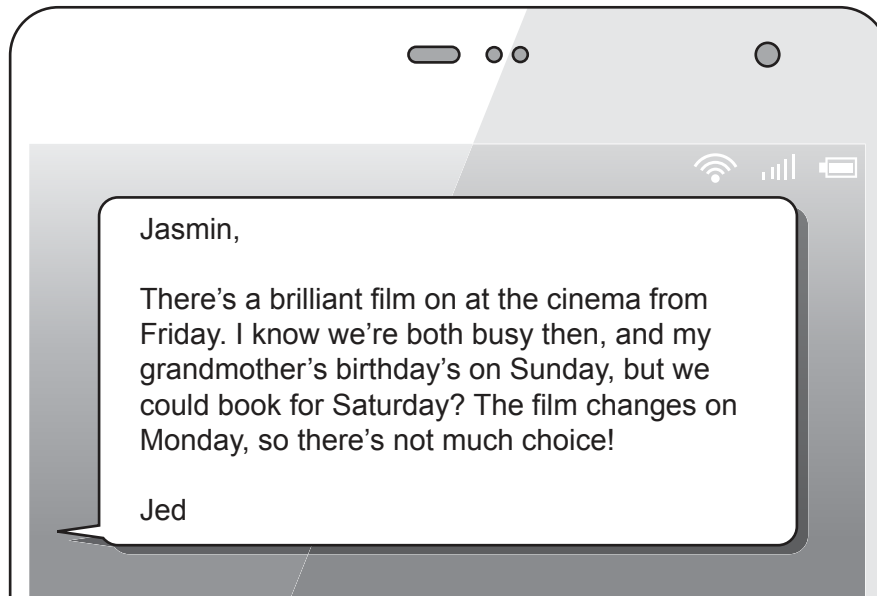 Jasmin,
There’s a brilliant film on at the cinema from
Friday. I know we’re both busy then, and my
grandmother’s birthday’s on Sunday, but we
could book for Saturday? The film changes on
Monday, so there’s not much choice!
Jed